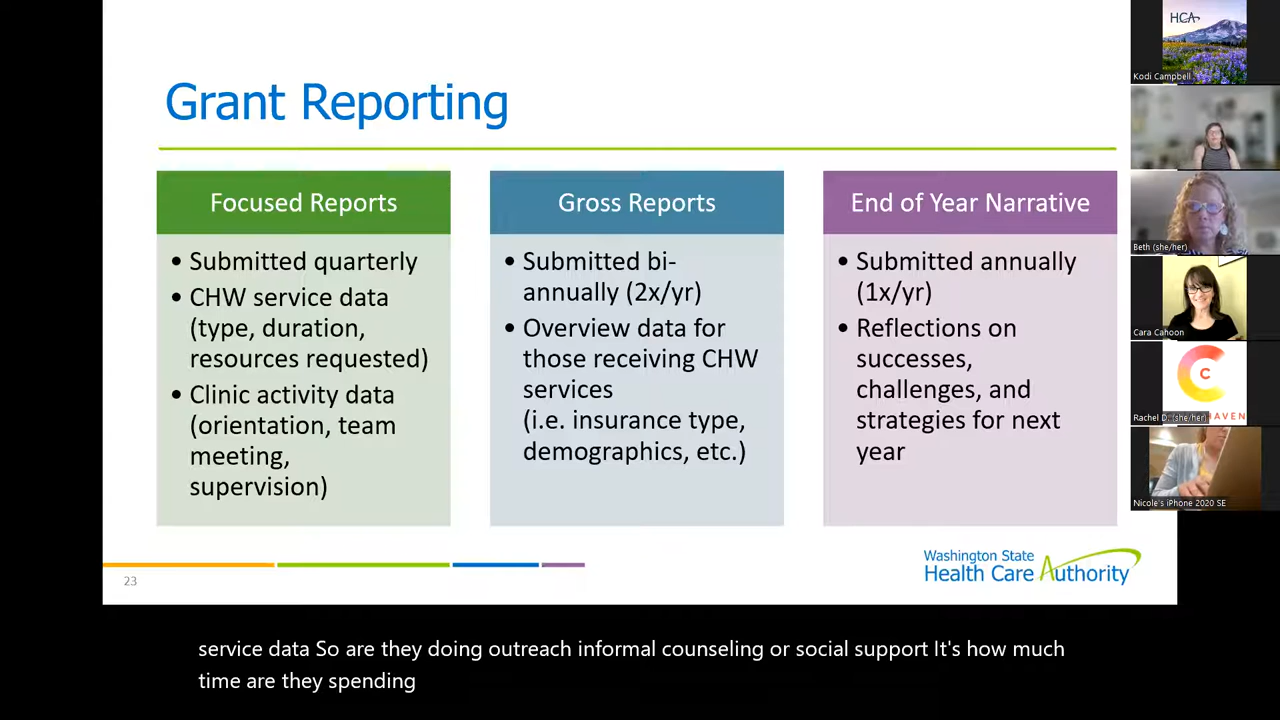 Grant Reporting
Focused Reports
• Submitted quarterly
• CHW service data
(type, duration,
resources requested)
• Clinic activity data
(orientation, team
meeting,
supervision)
Gross Reports
• Submitted bi-
annually (2x/yr)
• Overview data for
those receiving CHW
services
(i.e. insurance type,
demographics, etc.)
End of Year Narrative
• Submitted annually
(1x/yr)
• Reflections on
successes,
challenges, and
strategies for next
year
23
Washington State
Health Care Authority
HCA
Kodi Campbell
Beth (she/her)
Cara Cahoon
C
HAVEN
Rachel D. (she/her)
Nicole's iPhone 2020 SE
service data So are they doing outreach informal counseling or social support It's how much
time are they spending